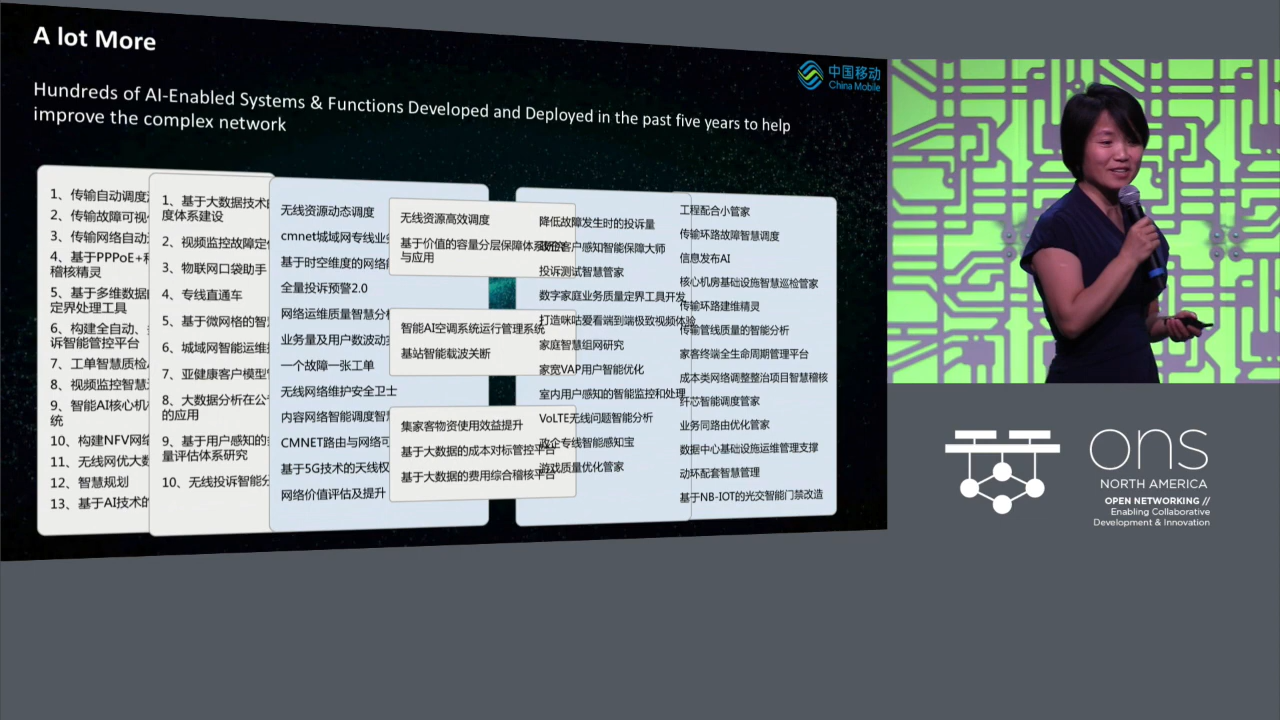 A lot More
中国移动
China Mobile
Hundreds of AI-Enabled Systems & Functions Developed and Deployed in the past five years to help
improve the complex network
1、传输自动调度
2、传输故障可视
3、传输网络自动
4、基于PPPoE+
稽核精灵
5、基于多维数据
定界处理工具
6、构建全自动、
诉智能管控平台
7、工单智慧质检
8、视频监控智慧
9、智能AI核心机
统
10、构建NFV网络
11、无线网优大数
12、智慧规划
13、基于AI技术的
1、基于大数据技术的
度体系建设
2、视频监控故障定
3、物联网口袋助手
4、专线直通车
5、基于微网格的智
6、城域网智能运维
7、亚健康客户模型
8、大数据分析在公
的应用
9、基于用户感知的
量评估体系研究
10、无线投诉智能分
无线资源动态调度
cmnet城域网专线业务
基于时空维度的网络
全量投诉预警2.0
网络运维质量智慧分析
业务量及用户数波动
一个故障一张工单
无线网络维护安全卫士
内容网络智能调度智
CMNET路由与网络可
基于5G技术的天线权
网络价值评估及提升
无线资源高效调度
基于价值的容量分层保障体系
与应用
智能AI空调系统运行管理系统
基站智能载波关断
集家客物资使用效益提升
基于大数据的成本对标管控平台
基于大数据的费用综合稽核平台
降低故障发生时的投诉量
客户感知智能保障大师
投诉测试智慧管家
数字家庭业务质量定界工具开发
打造咪咕爱看端到端极致视频体验
家庭智慧组网研究
家宽VAP用户智能优化
室内用户感知的智能监控和处理
VoLTE无线问题智能分析
政企专线智能感知宝
游戏质量优化管家
工程配合小管家
传输环路故障智慧调度
信息发布AI
核心机房基础设施智慧巡检管家
传输环路建维精灵
传输管线质量的智能分析
家客终端全生命周期管理平台
成本类网络调整整治项目智慧稽核
纤芯智能调度管家
业务同路由优化管家
数据中心基础设施运维管理支撑
动环配套智慧管理
基于NB-IOT的光交智能门禁改造
ons
NORTH AMERICA
OPEN NETWORKING //
Enabling Collaborative
Development & Innovation